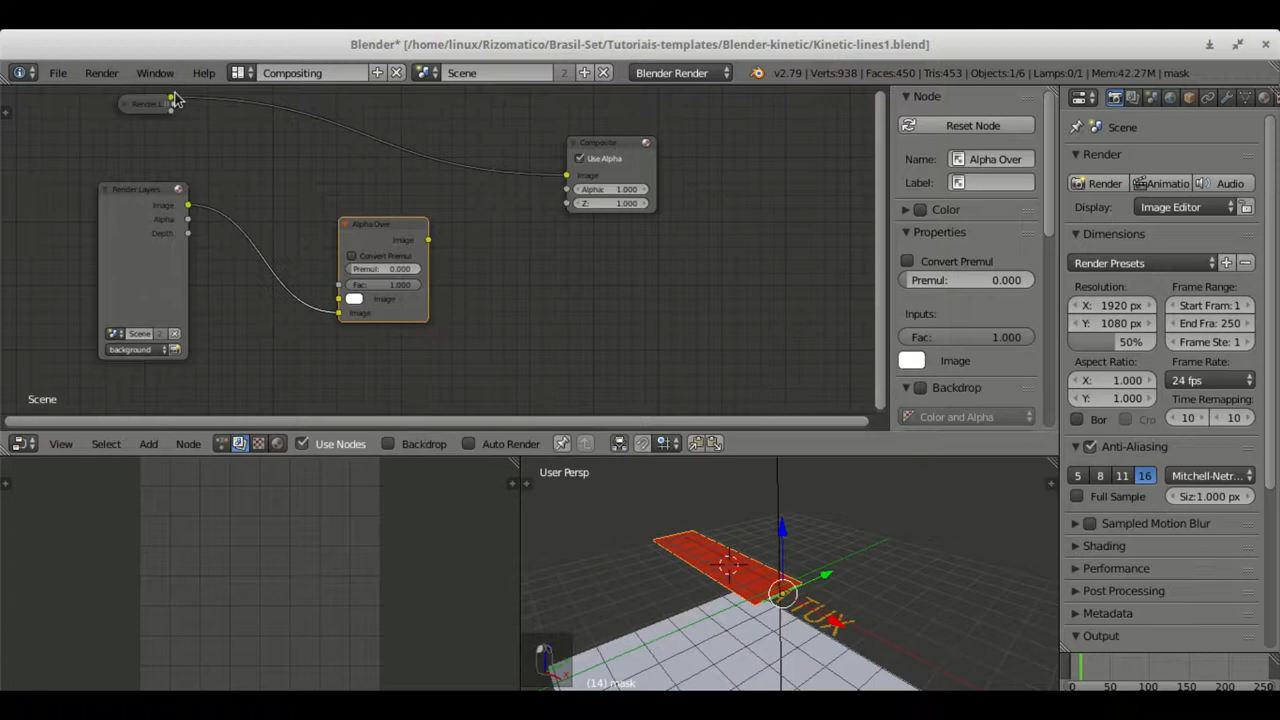 Blender* [/home/linux/Rizomatico/Brasil-Set/Tutoriais-templates/Blender-kinetic/Kinetic-lines1.blend]
File Render Window Help Compositing Scene 2 Blender Render v2.79 | Verts:938 | Faces:450 | Tris:453 | Objects:1/6 | Lamps:0/1 | Mem:42.27M | mask
Render L
Composite
Use Alpha
Image
Alpha: 1.000
Z: 1.000
Render Layers
Image
Alpha
Depth
Scene 2
background
Alpha Over
Image
Convert Premul
Premul: 0.000
Fac: 1.000
Image
Image
Scene
Node
Reset Node
Name: Alpha Over
Label:
Color
Properties
Convert Premul
Premul: 0.000
Inputs:
Fac: 1.000
Image
Backdrop
Color and Alpha
Scene
Render
Render Animatio Audio
Display: Image Editor
Dimensions
Render Presets
Resolution: Frame Range:
X: 1920 px Start Fram: 1
Y: 1080 px End Fra: 250
50% Frame Ste: 1
Aspect Ratio: Frame Rate:
X: 1.000 24 fps
Y: 1.000 Time Remapping:
Bor Cro 10 10
Anti-Aliasing
5 8 11 16 Mitchell-Netr...
Full Sample Siz:1.000 px
Sampled Motion Blur
Shading
Performance
Post Processing
Metadata
Output
View Select Add Node Use Nodes Backdrop Auto Render
User Persp
TUX
(14) mask
0 50 100 150 200 250